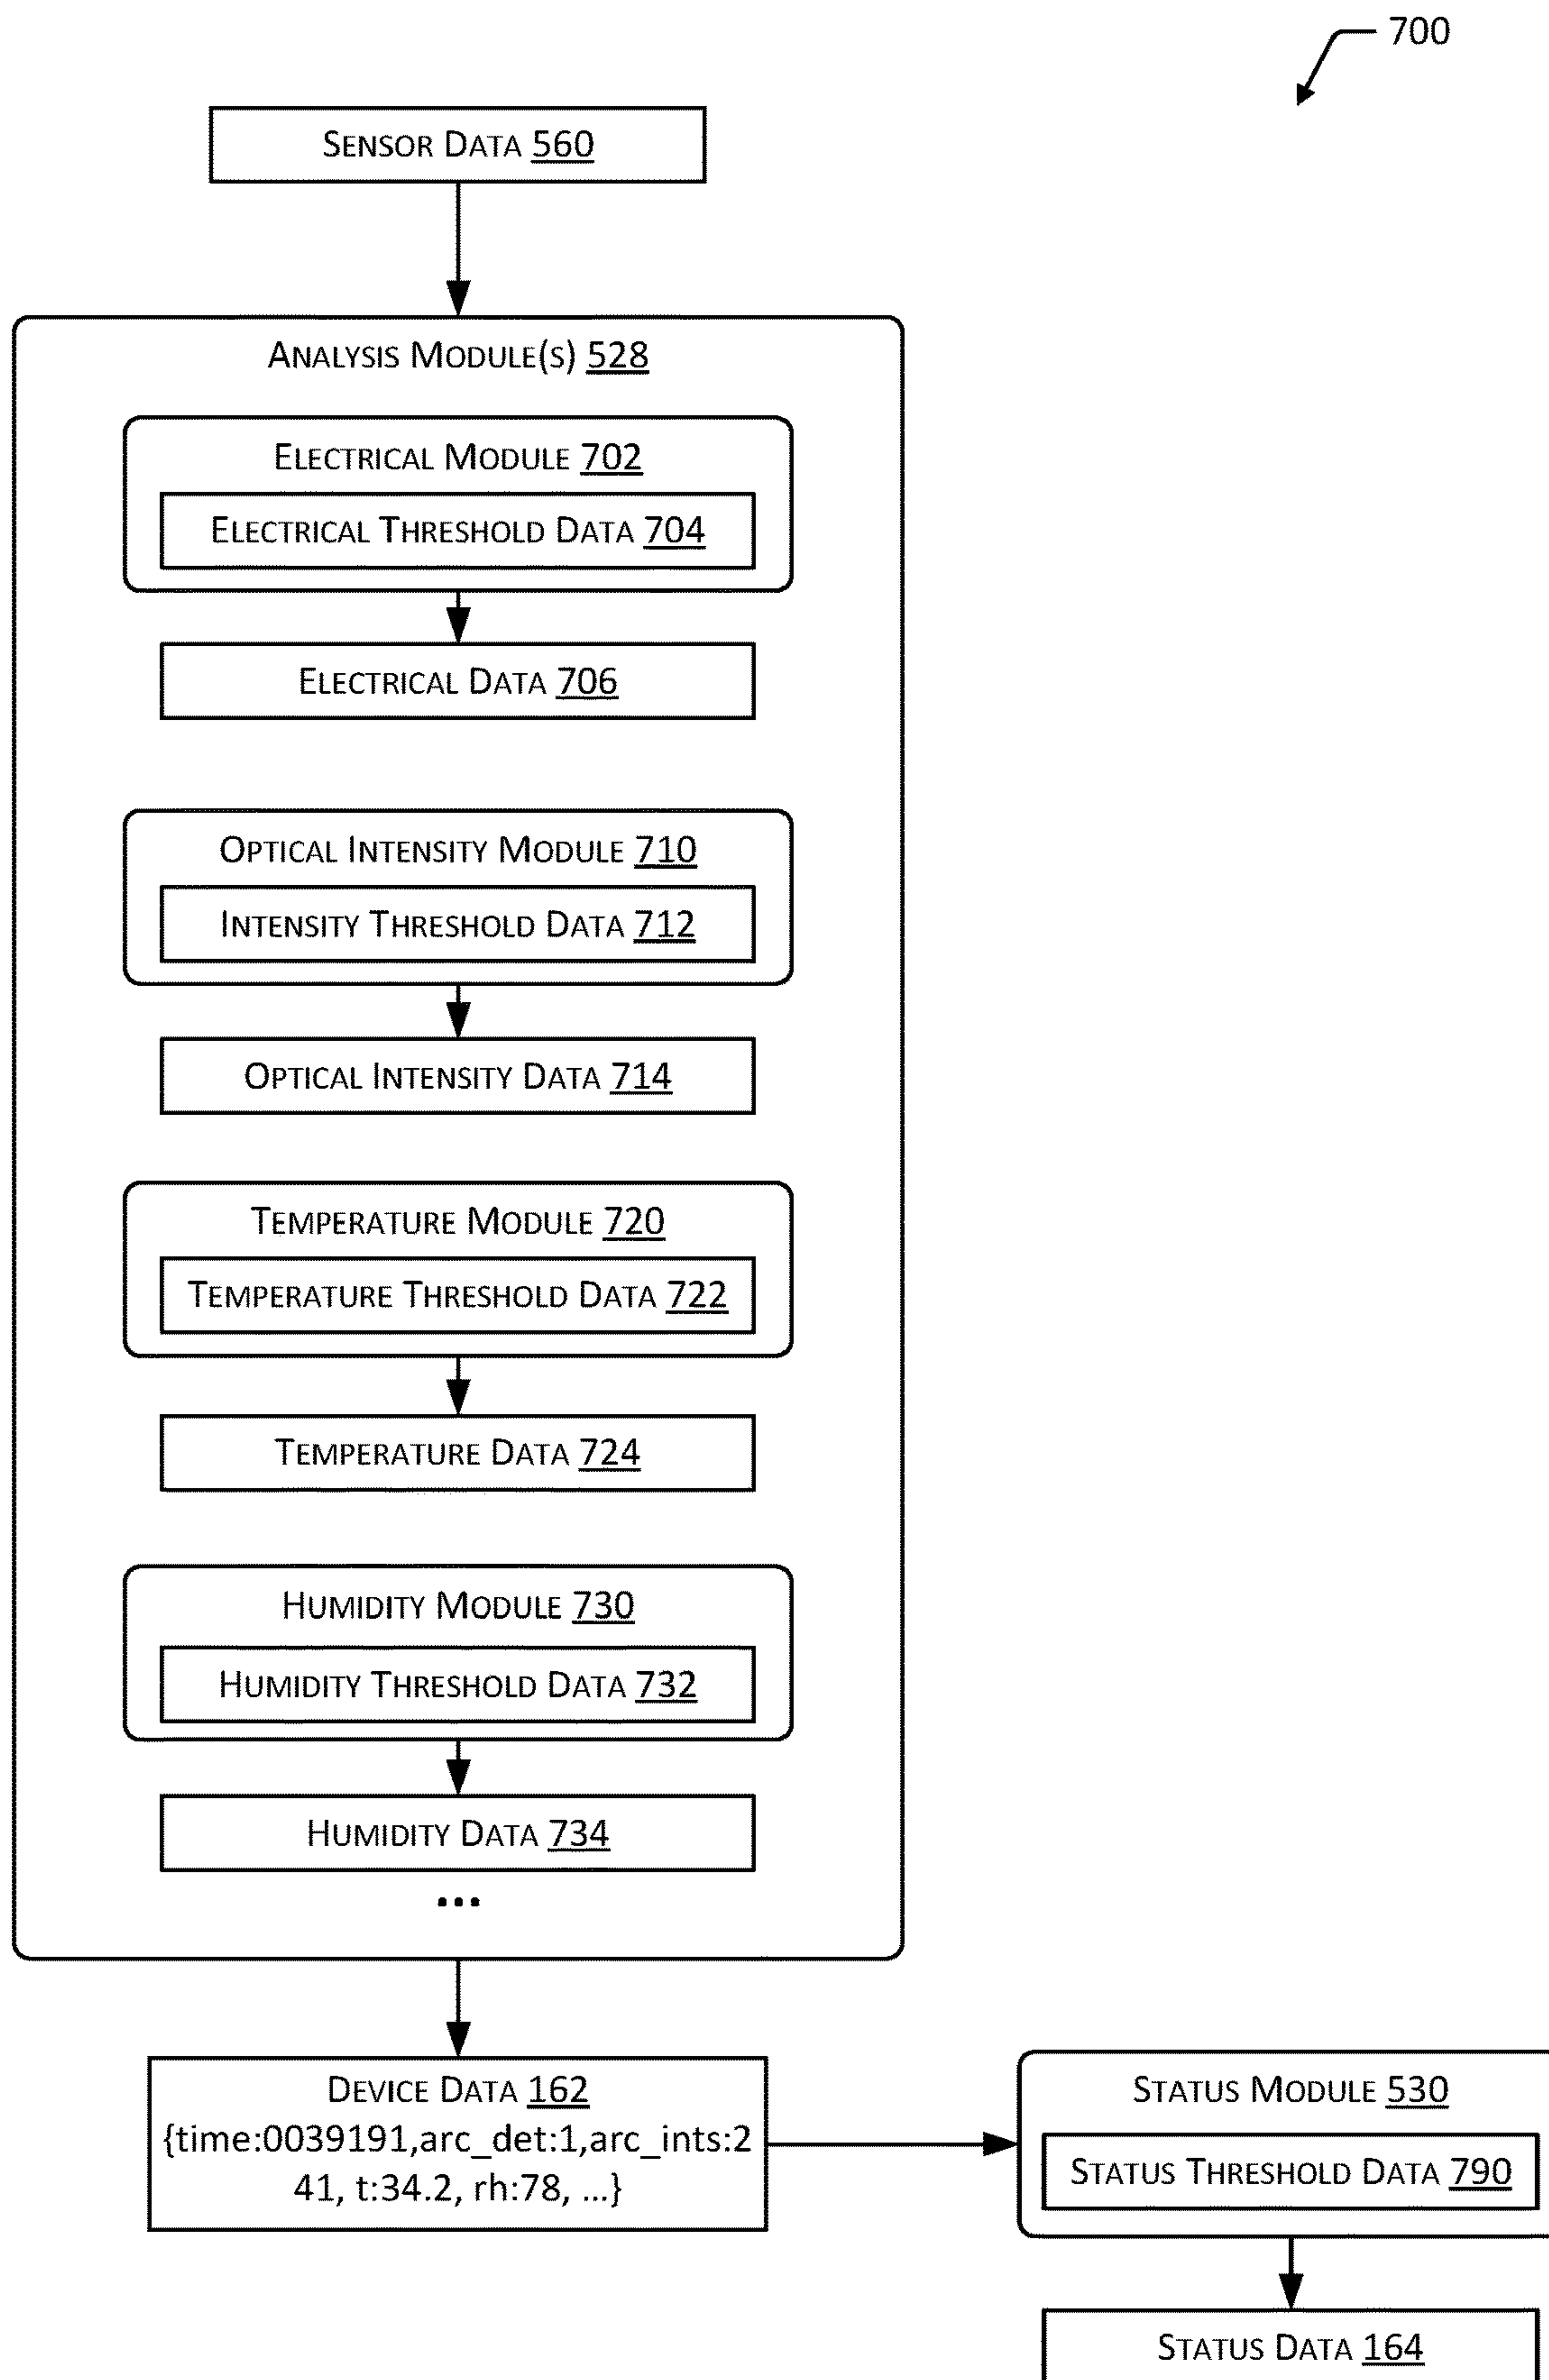 700
SENSOR DATA 560
ANALYSIS MODULE(S) 528
ELECTRICAL MODULE 702
ELECTRICAL THRESHOLD DATA 704
ELECTRICAL DATA 706
OPTICAL INTENSITY MODULE 710
INTENSITY THRESHOLD DATA 712
OPTICAL INTENSITY DATA 714
TEMPERATURE MODULE 720
TEMPERATURE THRESHOLD DATA 722
TEMPERATURE DATA 724
HUMIDITY MODULE 730
HUMIDITY THRESHOLD DATA 732
HUMIDITY DATA 734
...
DEVICE DATA 162
{time:0039191,arc_det:1,arc_ints:2
41, t:34.2, rh:78, ...}
STATUS MODULE 530
STATUS THRESHOLD DATA 790
STATUS DATA 164